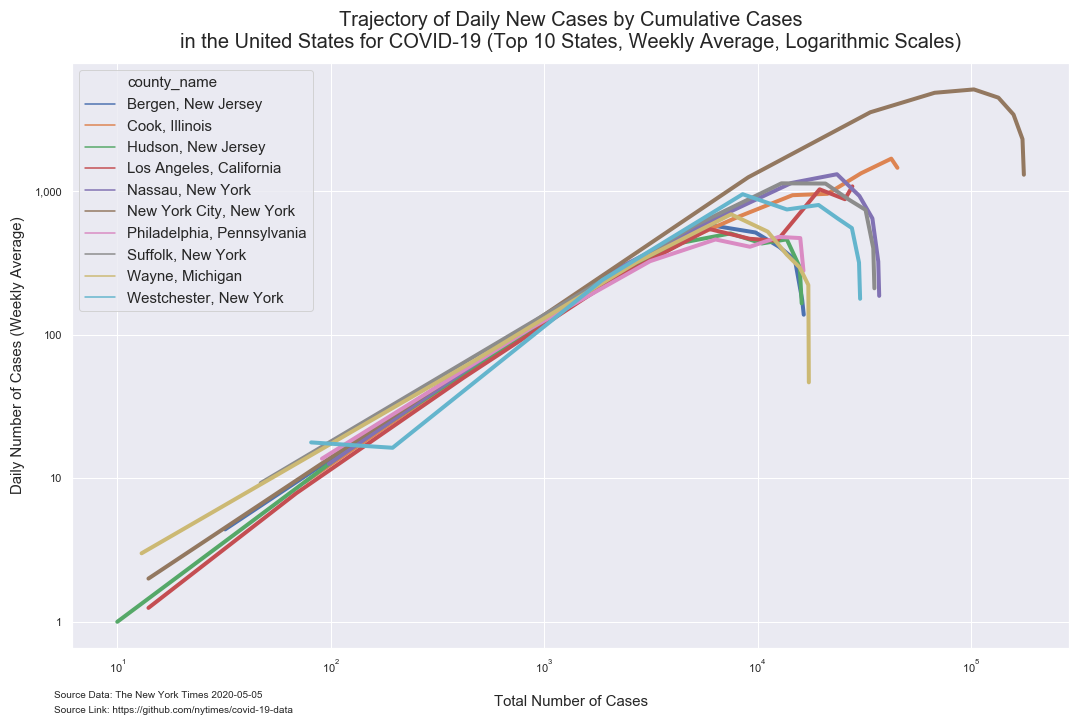 Trajectory of Daily New Cases by Cumulative Cases
in the United States for COVID-19 (Top 10 States, Weekly Average, Logarithmic Scales)
county_name
Bergen, New Jersey
Cook, Illinois
Hudson, New Jersey
Los Angeles, California
Nassau, New York
New York City, New York
Philadelphia, Pennsylvania
Suffolk, New York
Wayne, Michigan
Westchester, New York
Daily Number of Cases (Weekly Average)
1,000
100
10
1
10¹ 10² 10³ 10⁴ 10⁵
Total Number of Cases
Source Data: The New York Times 2020-05-05
Source Link: https://github.com/nytimes/covid-19-data